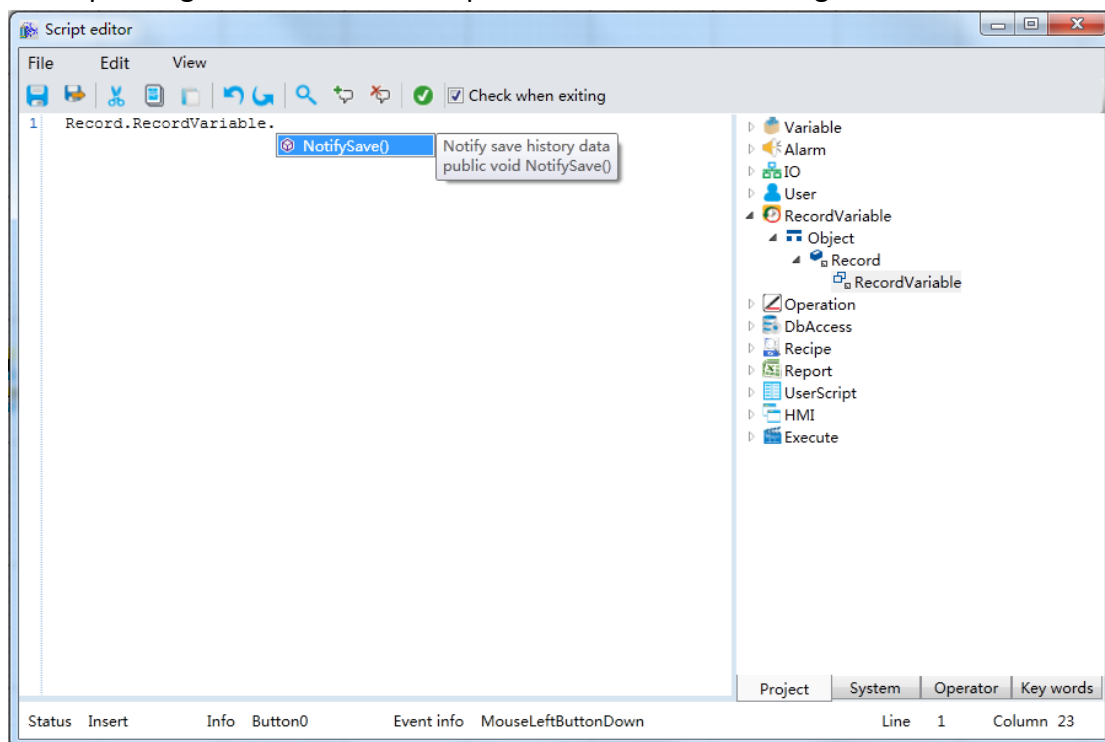 Script editor
File Edit View
Check when exiting
1 Record.RecordVariable.
NotifySave()
Notify save history data
public void NotifySave()
Variable
Alarm
IO
User
RecordVariable
Object
Record
RecordVariable
Operation
DbAccess
Recipe
Report
UserScript
HMI
Execute
Project System Operator Key words
Status Insert Info Button0 Event info MouseLeftButtonDown Line 1 Column 23